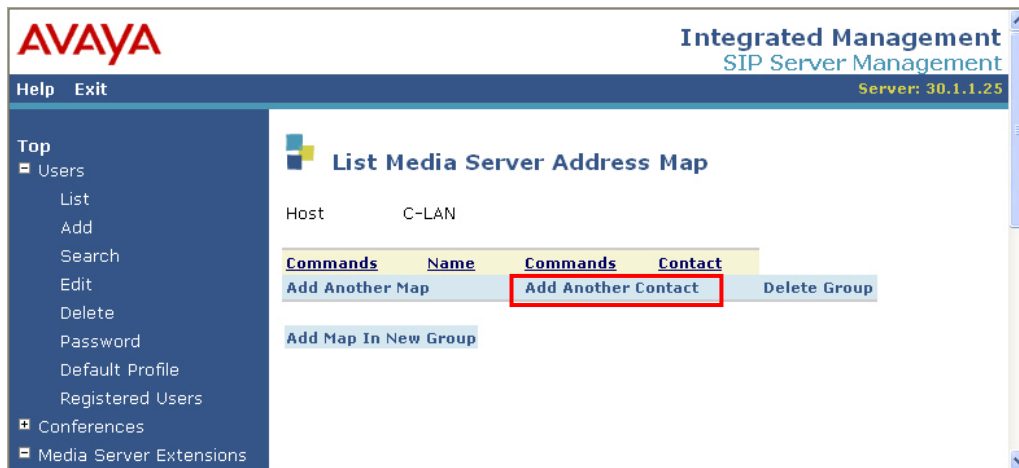 AVAYA
Integrated Management
SIP Server Management
Help Exit
Server: 30.1.1.25
Top
Users
List
Add
Search
Edit
Delete
Password
Default Profile
Registered Users
Conferences
Media Server Extensions
List Media Server Address Map
Host C-LAN
Commands Name Commands Contact
Add Another Map Add Another Contact Delete Group
Add Map In New Group